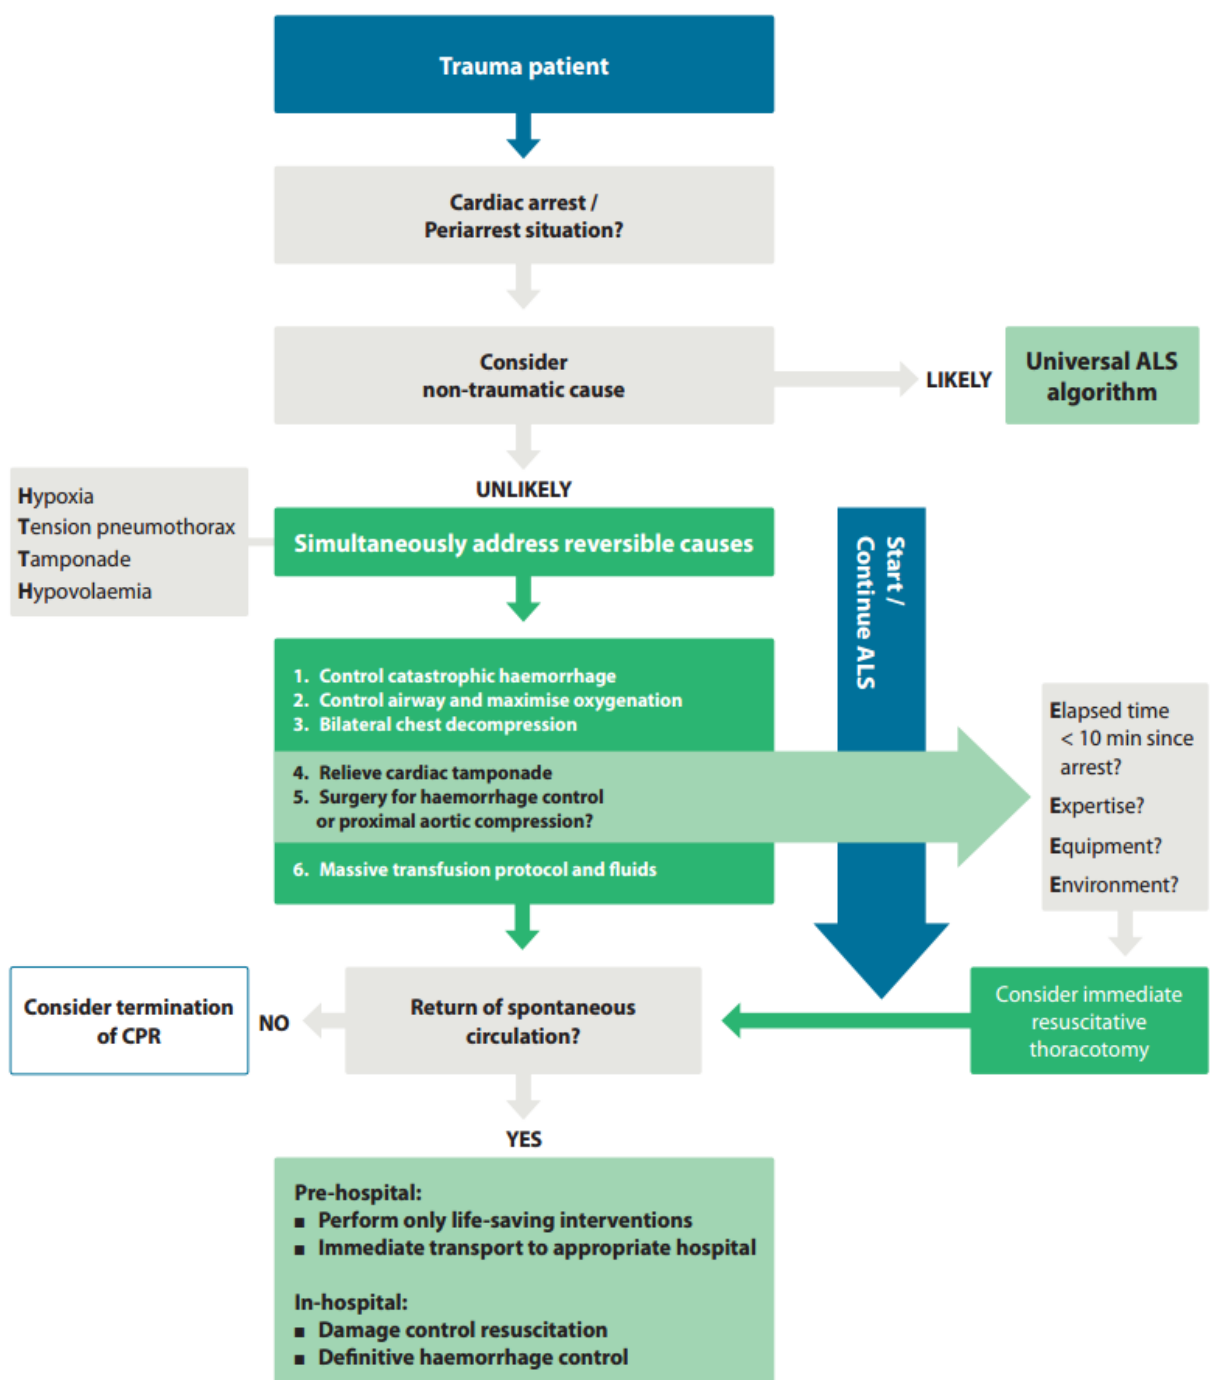 Trauma patient
Cardiac arrest /
Periarrest situation?
Consider
non-traumatic cause
LIKELY
Universal ALS
algorithm
UNLIKELY
Hypoxia
Tension pneumothorax
Tamponade
Hypovolaemia
Simultaneously address reversible causes
Start /
Continue ALS
1. Control catastrophic haemorrhage
2. Control airway and maximise oxygenation
3. Bilateral chest decompression
4. Relieve cardiac tamponade
5. Surgery for haemorrhage control
or proximal aortic compression?
6. Massive transfusion protocol and fluids
Elapsed time
< 10 min since
arrest?
Expertise?
Equipment?
Environment?
Consider immediate
resuscitative
thoracotomy
Return of spontaneous
circulation?
NO
Consider termination
of CPR
YES
Pre-hospital:
▪ Perform only life-saving interventions
▪ Immediate transport to appropriate hospital
In-hospital:
▪ Damage control resuscitation
▪ Definitive haemorrhage control